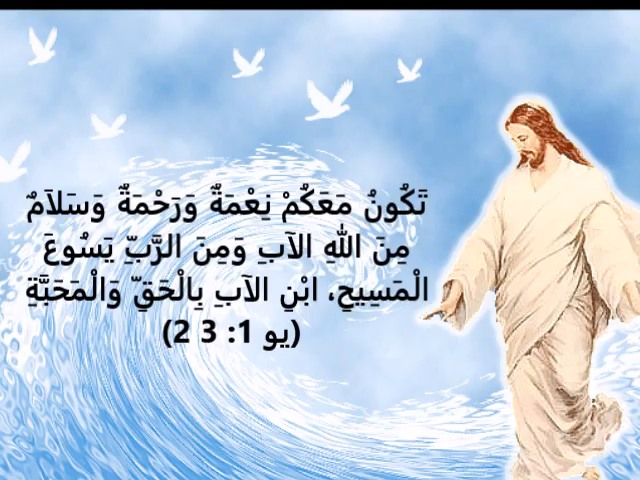 تَكُونُ مَعَكُمْ نِعْمَةٌ وَرَحْمَةٌ وَسَلاَمٌ
مِنَ اللهِ الآبِ وَمِنَ الرَّبِّ يَسُوعَ
الْمَسِيحِ، ابْنِ الآبِ بِالْحَقِّ وَالْمَحَبَّةِ
(2 يو 1: 3)